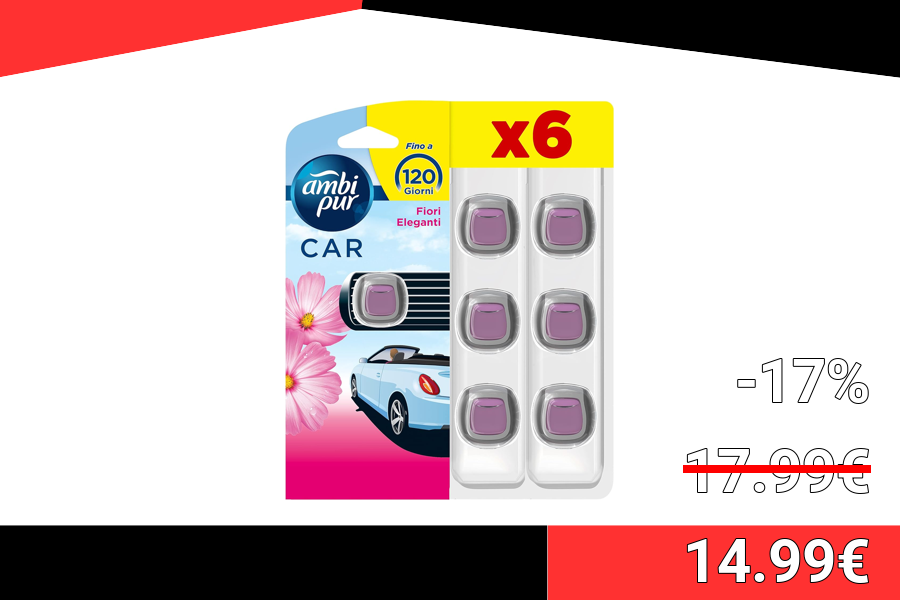 x6
Fino a
120
Giorni
ambi
pur
Fiori
Eleganti
CAR
-17%
17.99€
14.99€